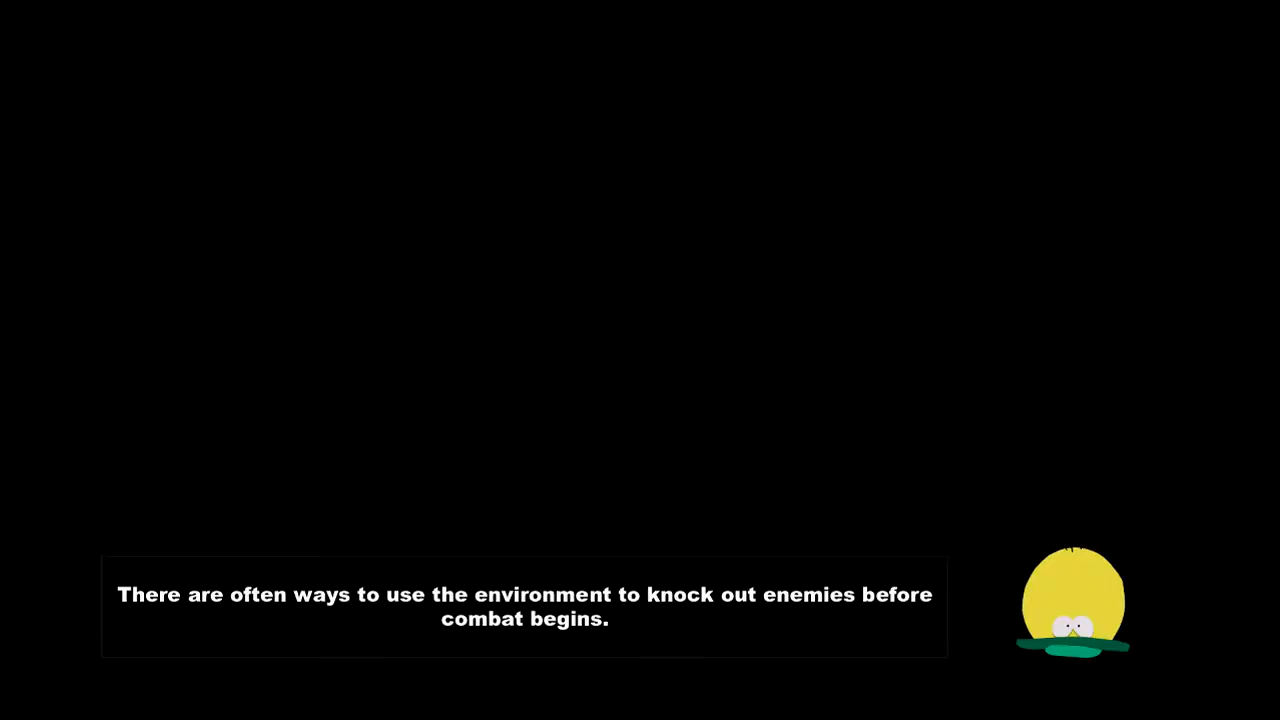 There are often ways to use the environment to knock out enemies before
combat begins.